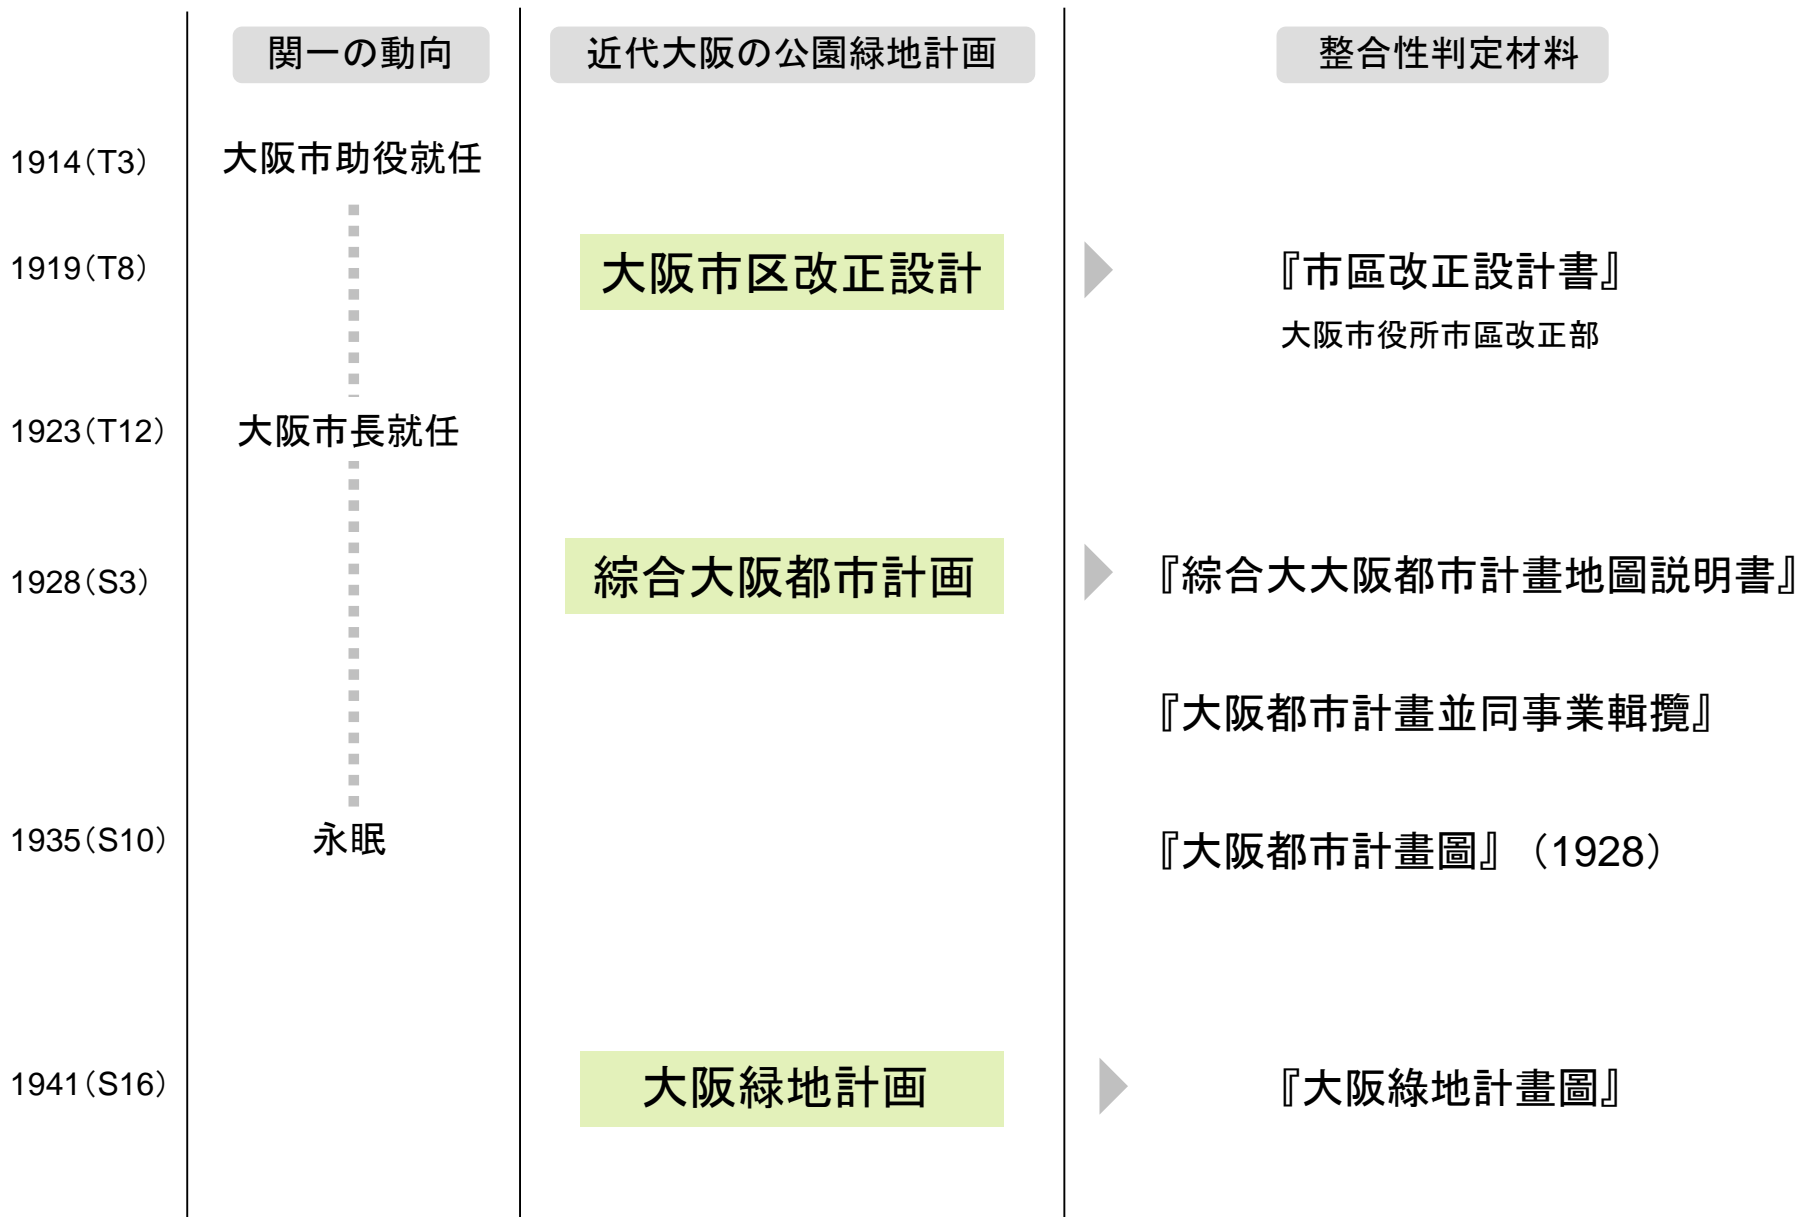 関一の動向
近代大阪の公園緑地計画
整合性判定材料
1914（T3）
大阪市助役就任
1919（T8）
大阪市区改正設計
『市區改正設計書』
大阪市役所市區改正部
1923（T12）
大阪市長就任
1928（S3）
綜合大阪都市計画
『綜合大大阪都市計畫地圖説明書』
『大阪都市計畫並同事業輯攬』
1935（S10）
永眠
『大阪都市計畫圖』（1928）
1941（S16）
大阪緑地計画
『大阪綠地計畫圖』